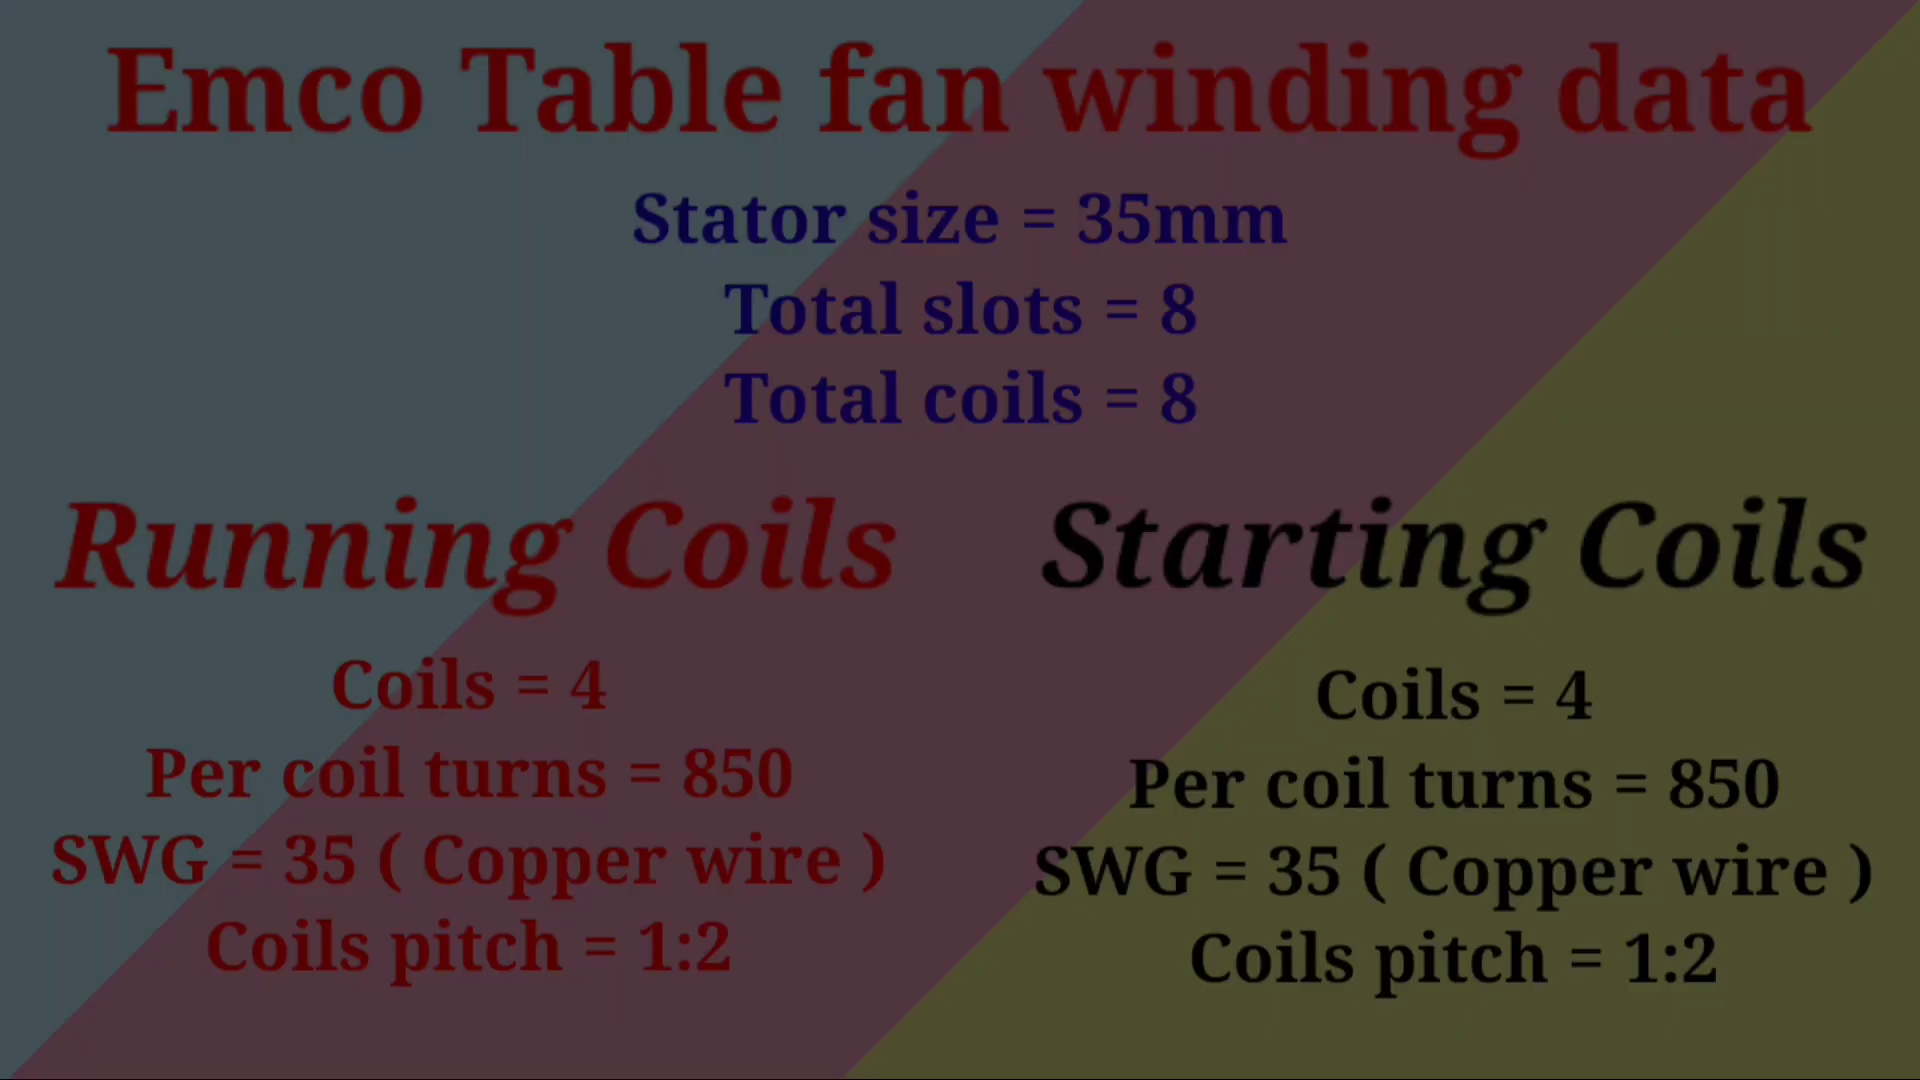 Emco Table fan winding data
Stator size = 35mm
Total slots = 8
Total coils = 8
Running Coils
Coils = 4
Per coil turns = 850
SWG = 35 ( Copper wire )
Coils pitch = 1:2
Starting Coils
Coils = 4
Per coil turns = 850
SWG = 35 ( Copper wire )
Coils pitch = 1:2